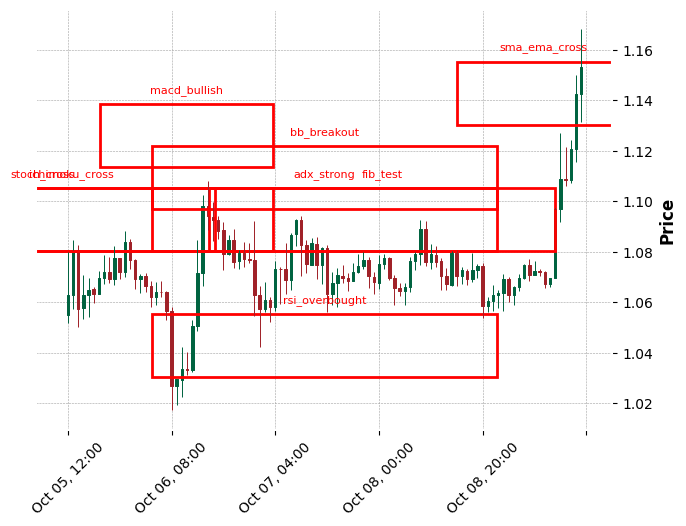 sma_ema_cross
1.16
macd_bullish
1.14
bb_breakout
1.12
stoch_cross
ichimoku_cross
adx_strong
fib_test
1.10
Price
1.08
rsi_overbought
1.06
1.04
1.02
Oct 05, 12:00
Oct 06, 08:00
Oct 07, 04:00
Oct 08, 00:00
Oct 08, 20:00